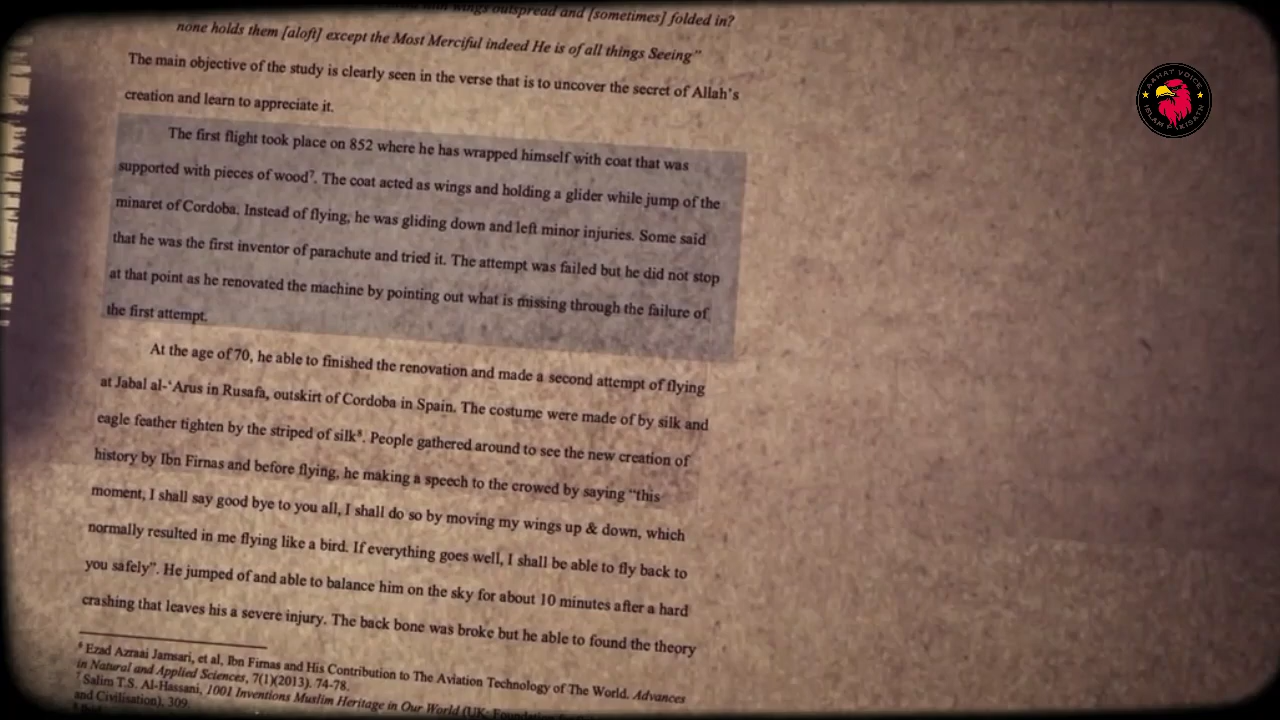 wings outspread and [sometimes] folded in?
none holds them [aloft] except the Most Merciful indeed He is of all things Seeing"
The main objective of the study is clearly seen in the verse that is to uncover the secret of Allah's
creation and learn to appreciate it.
The first flight took place on 852 where he has wrapped himself with coat that was
supported with pieces of wood⁷. The coat acted as wings and holding a glider while jump of the
minaret of Cordoba. Instead of flying, he was gliding down and left minor injuries. Some said
that he was the first inventor of parachute and tried it. The attempt was failed but he did not stop
at that point as he renovated the machine by pointing out what is missing through the failure of
the first attempt.
At the age of 70, he able to finished the renovation and made a second attempt of flying
at Jabal al-'Arus in Rusafa, outskirt of Cordoba in Spain. The costume were made of by silk and
eagle feather tighten by the striped of silk⁸. People gathered around to see the new creation of
history by Ibn Firnas and before flying, he making a speech to the crowed by saying "this
moment, I shall say good bye to you all, I shall do so by moving my wings up & down, which
normally resulted in me flying like a bird. If everything goes well, I shall be able to fly back to
you safely". He jumped of and able to balance him on the sky for about 10 minutes after a hard
crashing that leaves his a severe injury. The back bone was broke but he able to found the theory
⁶ Ezad Azraai Jamsari, et al. Ibn Firnas and His Contribution to The Aviation Technology of The World. Advances
in Natural and Applied Sciences, 7(1)(2013). 74-78.
⁷ Salim T.S. Al-Hassani, 1001 Inventions Muslim Heritage in Our World (UK: Foundation
and Civilisation), 309
VOICE
ISLAM